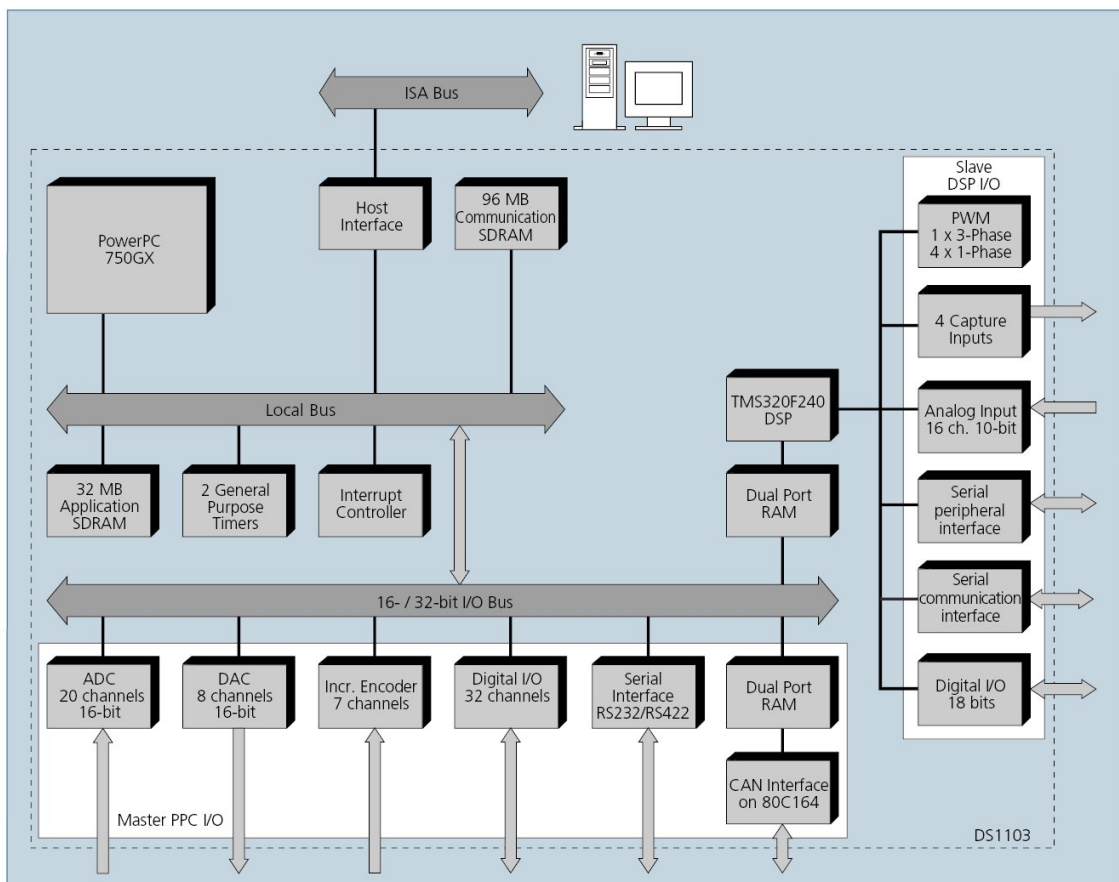 ISA Bus
PowerPC
750GX
Host
Interface
96 MB
Communication
SDRAM
Local Bus
32 MB
Application
SDRAM
2 General
Purpose
Timers
Interrupt
Controller
TMS320F240
DSP
Dual Port
RAM
16- / 32-bit I/O Bus
ADC
20 channels
16-bit
DAC
8 channels
16-bit
Incr. Encoder
7 channels
Digital I/O
32 channels
Serial
Interface
RS232/RS422
Dual Port
RAM
CAN Interface
on 80C164
Master PPC I/O
Slave
DSP I/O
PWM
1 x 3-Phase
4 x 1-Phase
4 Capture
Inputs
Analog Input
16 ch. 10-bit
Serial
peripheral
interface
Serial
communication
interface
Digital I/O
18 bits
DS1103